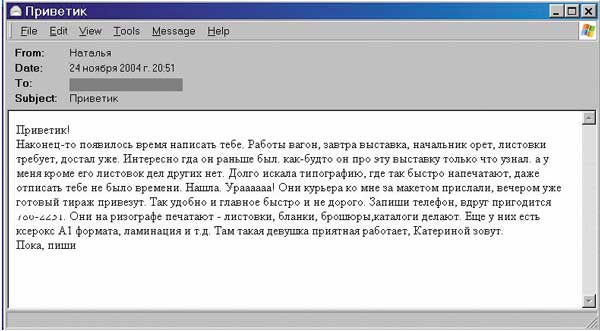 Приветик
File Edit View Tools Message Help
From: Наталья
Date: 24 ноября 2004 г. 20:51
To:
Subject: Приветик
Приветик!
Наконец-то появилось время написать тебе. Работы вагон, завтра выставка, начальник орет, листовки
требует, достал уже. Интересно гда он раньше был. как-будто он про эту выставку только что узнал. а у
меня кроме его листовок дел других нет. Долго искала типографию, где так быстро напечатают, даже
отписать тебе не было времени. Нашла. Ураааааа! Они курьера ко мне за макетом прислали, вечером уже
готовый тираж привезут. Так удобно и главное быстро и не дорого. Запиши телефон, вдруг пригодится
Они на ризографе печатают - листовки, бланки, брошюры,каталоги делают. Еще у них есть
ксерокс А1 формата, ламинация и т.д. Там такая девушка приятная работает, Катериной зовут.
Пока, пиши